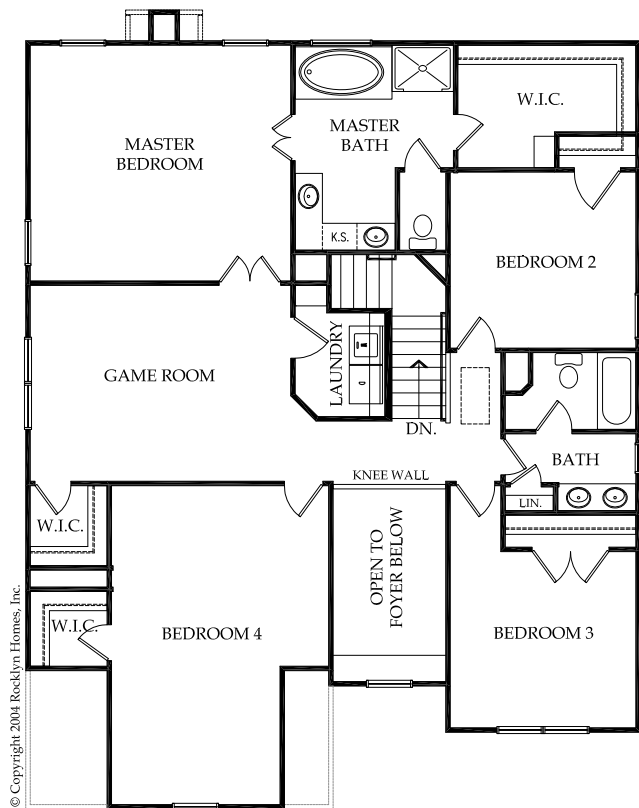 W.I.C.
MASTER
BEDROOM
MASTER
BATH
K.S.
BEDROOM 2
GAME ROOM
LAUNDRY
DN.
BATH
KNEE WALL
LIN.
W.I.C.
OPEN TO
FOYER BELOW
W.I.C.
BEDROOM 4
BEDROOM 3
© Copyright 2004 Rocklyn Homes, Inc.